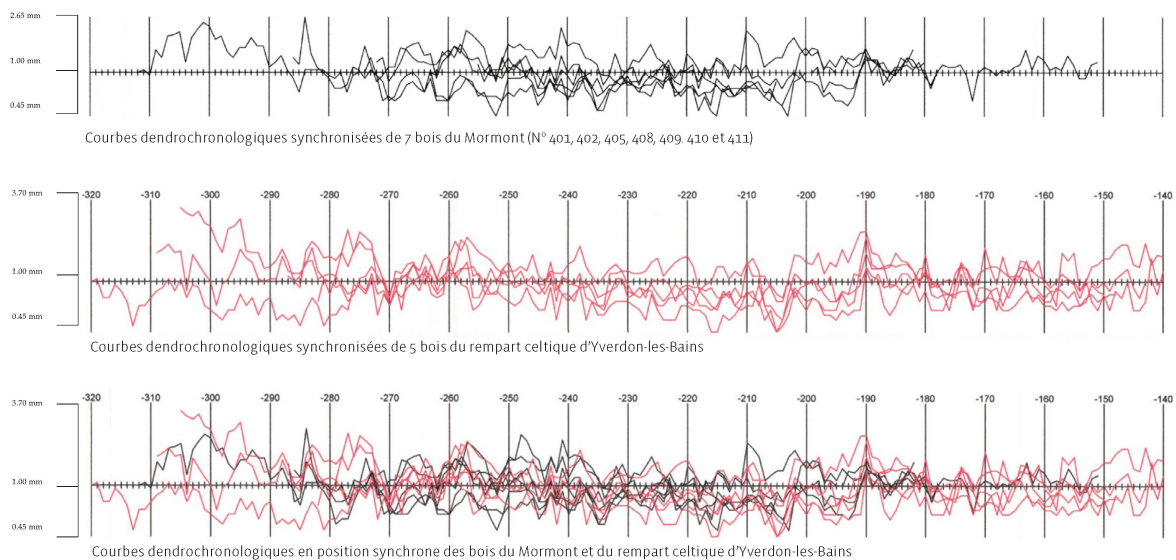 2.65 mm
1.00 mm
0.45 mm
Courbes dendrochronologiques synchronisées de 7 bois du Mormont (N° 401, 402, 405, 408, 409. 410 et 411)
3.70 mm
-320 -310 -300 -290 -280 -270 -260 -250 -240 -230 -220 -210 -200 -190 -180 -170 -160 -150 -140
1.00 mm
0.45 mm
Courbes dendrochronologiques synchronisées de 5 bois du rempart celtique d'Yverdon-les-Bains
3.70 mm
-320 -310 -300 -290 -280 -270 -260 -250 -240 -230 -220 -210 -200 -190 -180 -170 -160 -150 -140
1.00 mm
0.45 mm
Courbes dendrochronologiques en position synchrone des bois du Mormont et du rempart celtique d'Yverdon-les-Bains